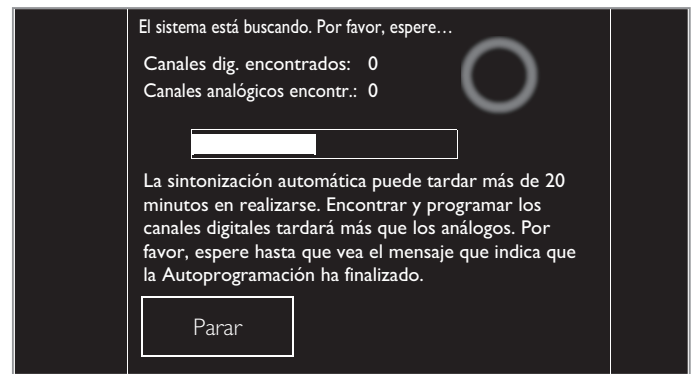 El sistema está buscando. Por favor, espere…
Canales dig. encontrados: 0
Canales analógicos encontr.: 0
La sintonización automática puede tardar más de 20
minutos en realizarse. Encontrar y programar los
canales digitales tardará más que los análogos. Por
favor, espere hasta que vea el mensaje que indica que
la Autoprogramación ha finalizado.
Parar